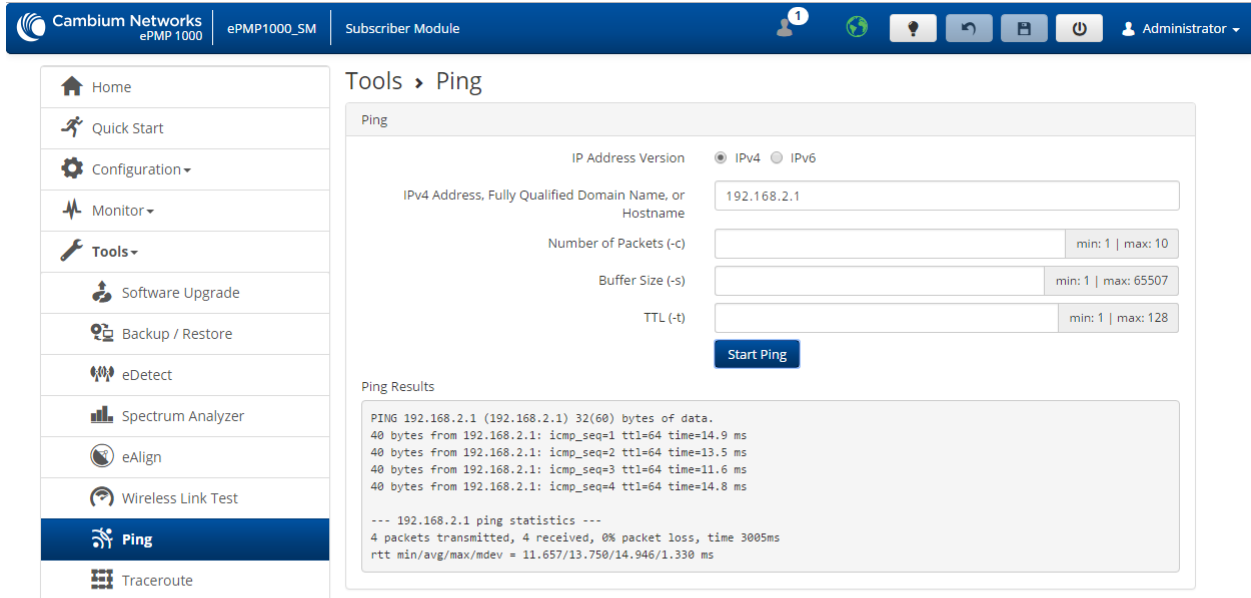 Cambium Networks
ePMP 1000
ePMP1000_SM
Subscriber Module
1
Administrator
Home
Quick Start
Configuration
Monitor
Tools
Software Upgrade
Backup / Restore
eDetect
Spectrum Analyzer
eAlign
Wireless Link Test
Ping
Traceroute
Tools > Ping
Ping
IP Address Version IPv4 IPv6
IPv4 Address, Fully Qualified Domain Name, or
Hostname
192.168.2.1
Number of Packets (-c) min: 1 | max: 10
Buffer Size (-s) min: 1 | max: 65507
TTL (-t) min: 1 | max: 128
Start Ping
Ping Results
PING 192.168.2.1 (192.168.2.1) 32(60) bytes of data.
40 bytes from 192.168.2.1: icmp_seq=1 ttl=64 time=14.9 ms
40 bytes from 192.168.2.1: icmp_seq=2 ttl=64 time=13.5 ms
40 bytes from 192.168.2.1: icmp_seq=3 ttl=64 time=11.6 ms
40 bytes from 192.168.2.1: icmp_seq=4 ttl=64 time=14.8 ms
--- 192.168.2.1 ping statistics ---
4 packets transmitted, 4 received, 0% packet loss, time 3005ms
rtt min/avg/max/mdev = 11.657/13.750/14.946/1.330 ms